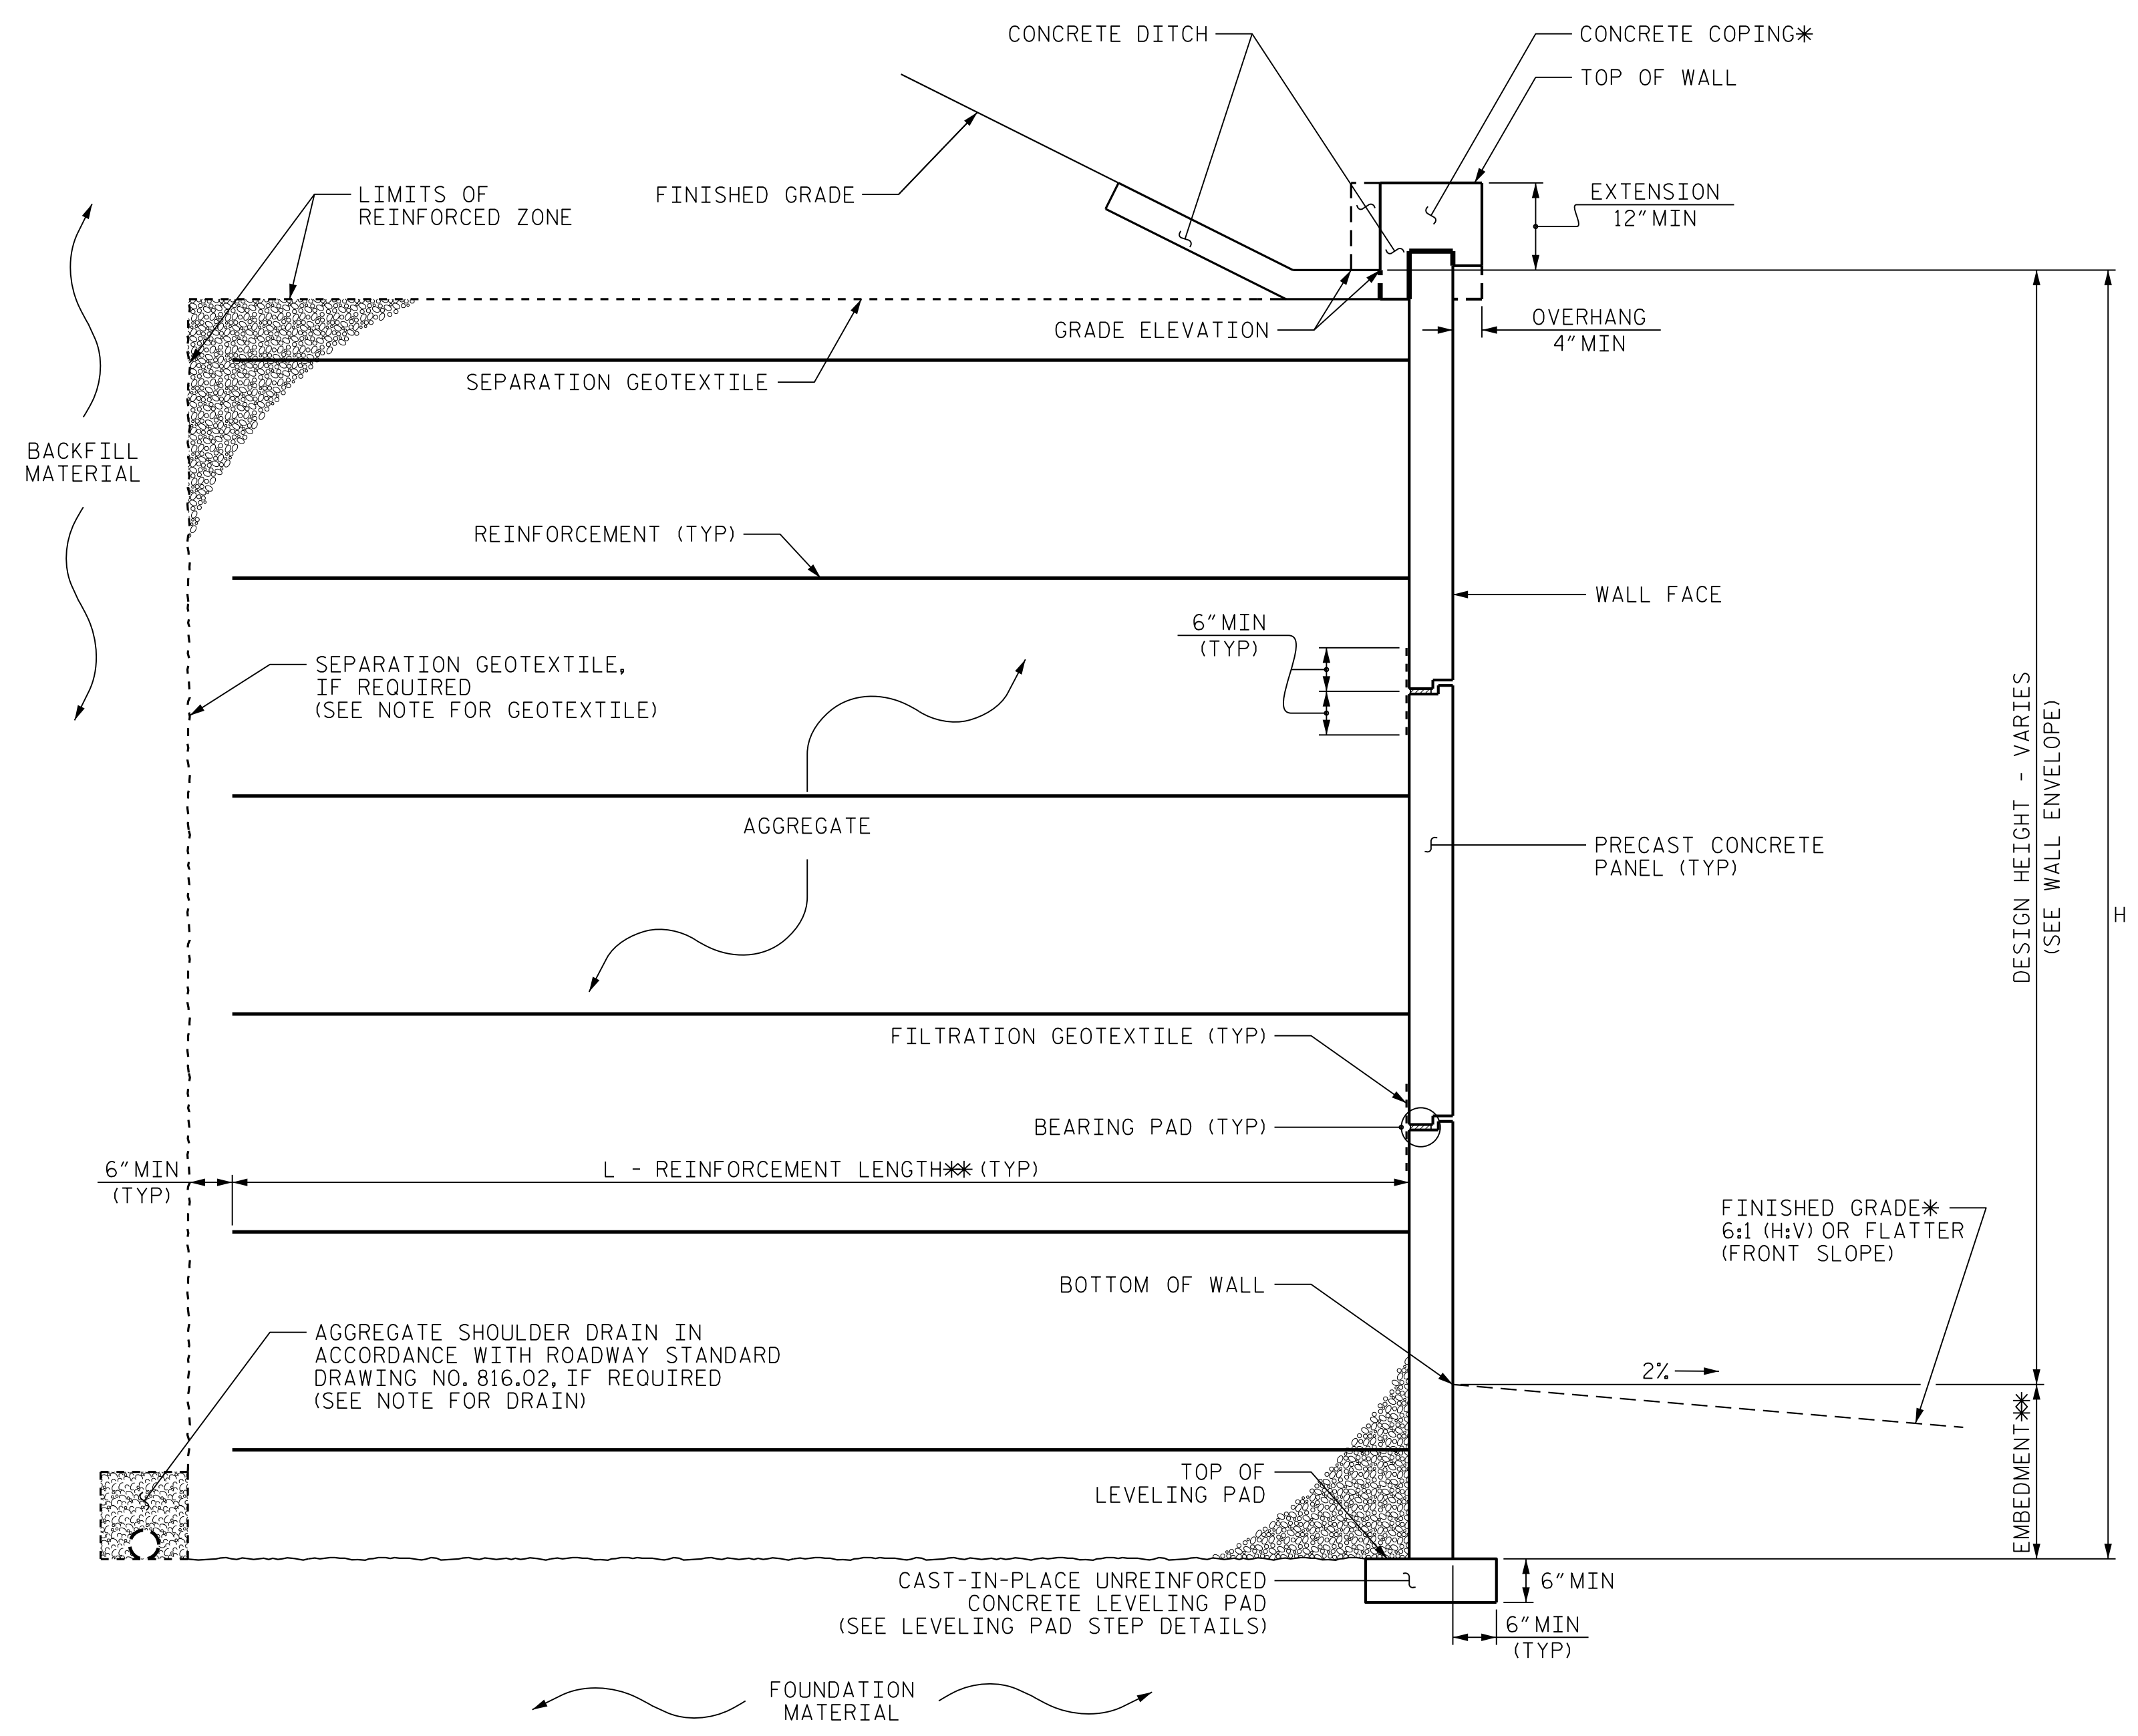 CONCRETE DITCH
CONCRETE COPING*
TOP OF WALL
LIMITS OF
REINFORCED ZONE
FINISHED GRADE
EXTENSION
12" MIN
GRADE ELEVATION
OVERHANG
4" MIN
SEPARATION GEOTEXTILE
BACKFILL
MATERIAL
REINFORCEMENT (TYP)
WALL FACE
6" MIN
(TYP)
SEPARATION GEOTEXTILE,
IF REQUIRED
(SEE NOTE FOR GEOTEXTILE)
AGGREGATE
PRECAST CONCRETE
PANEL (TYP)
DESIGN HEIGHT - VARIES
(SEE WALL ENVELOPE)
H
FILTRATION GEOTEXTILE (TYP)
BEARING PAD (TYP)
6" MIN
(TYP)
L - REINFORCEMENT LENGTH** (TYP)
FINISHED GRADE*
6:1 (H:V) OR FLATTER
(FRONT SLOPE)
BOTTOM OF WALL
AGGREGATE SHOULDER DRAIN IN
ACCORDANCE WITH ROADWAY STANDARD
DRAWING NO. 816.02, IF REQUIRED
(SEE NOTE FOR DRAIN)
2%
EMBEDMENT**
TOP OF
LEVELING PAD
CAST-IN-PLACE UNREINFORCED
CONCRETE LEVELING PAD
(SEE LEVELING PAD STEP DETAILS)
6" MIN
6" MIN
(TYP)
FOUNDATION
MATERIAL